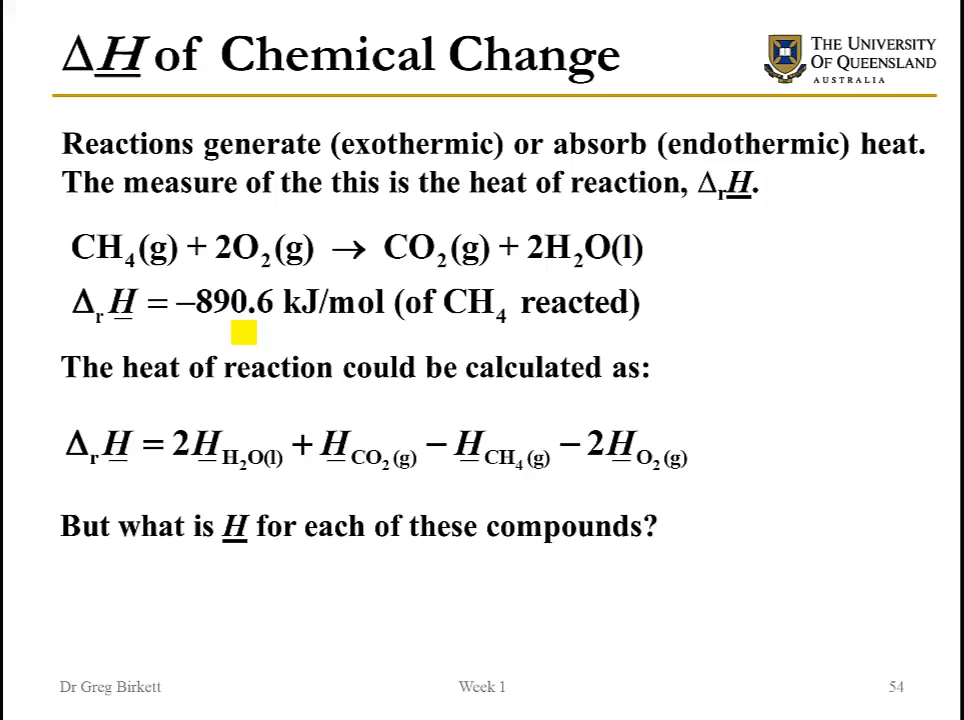 ΔH of Chemical Change
THE UNIVERSITY
OF QUEENSLAND
AUSTRALIA
Reactions generate (exothermic) or absorb (endothermic) heat.
The measure of the this is the heat of reaction, ΔrH.
CH4(g) + 2O2(g) → CO2(g) + 2H2O(l)
ΔrH = −890.6 kJ/mol (of CH4 reacted)
The heat of reaction could be calculated as:
ΔrH = 2H H2O(l) + H CO2(g) − H CH4(g) − 2H O2(g)
But what is H for each of these compounds?
Dr Greg Birkett
Week 1
54